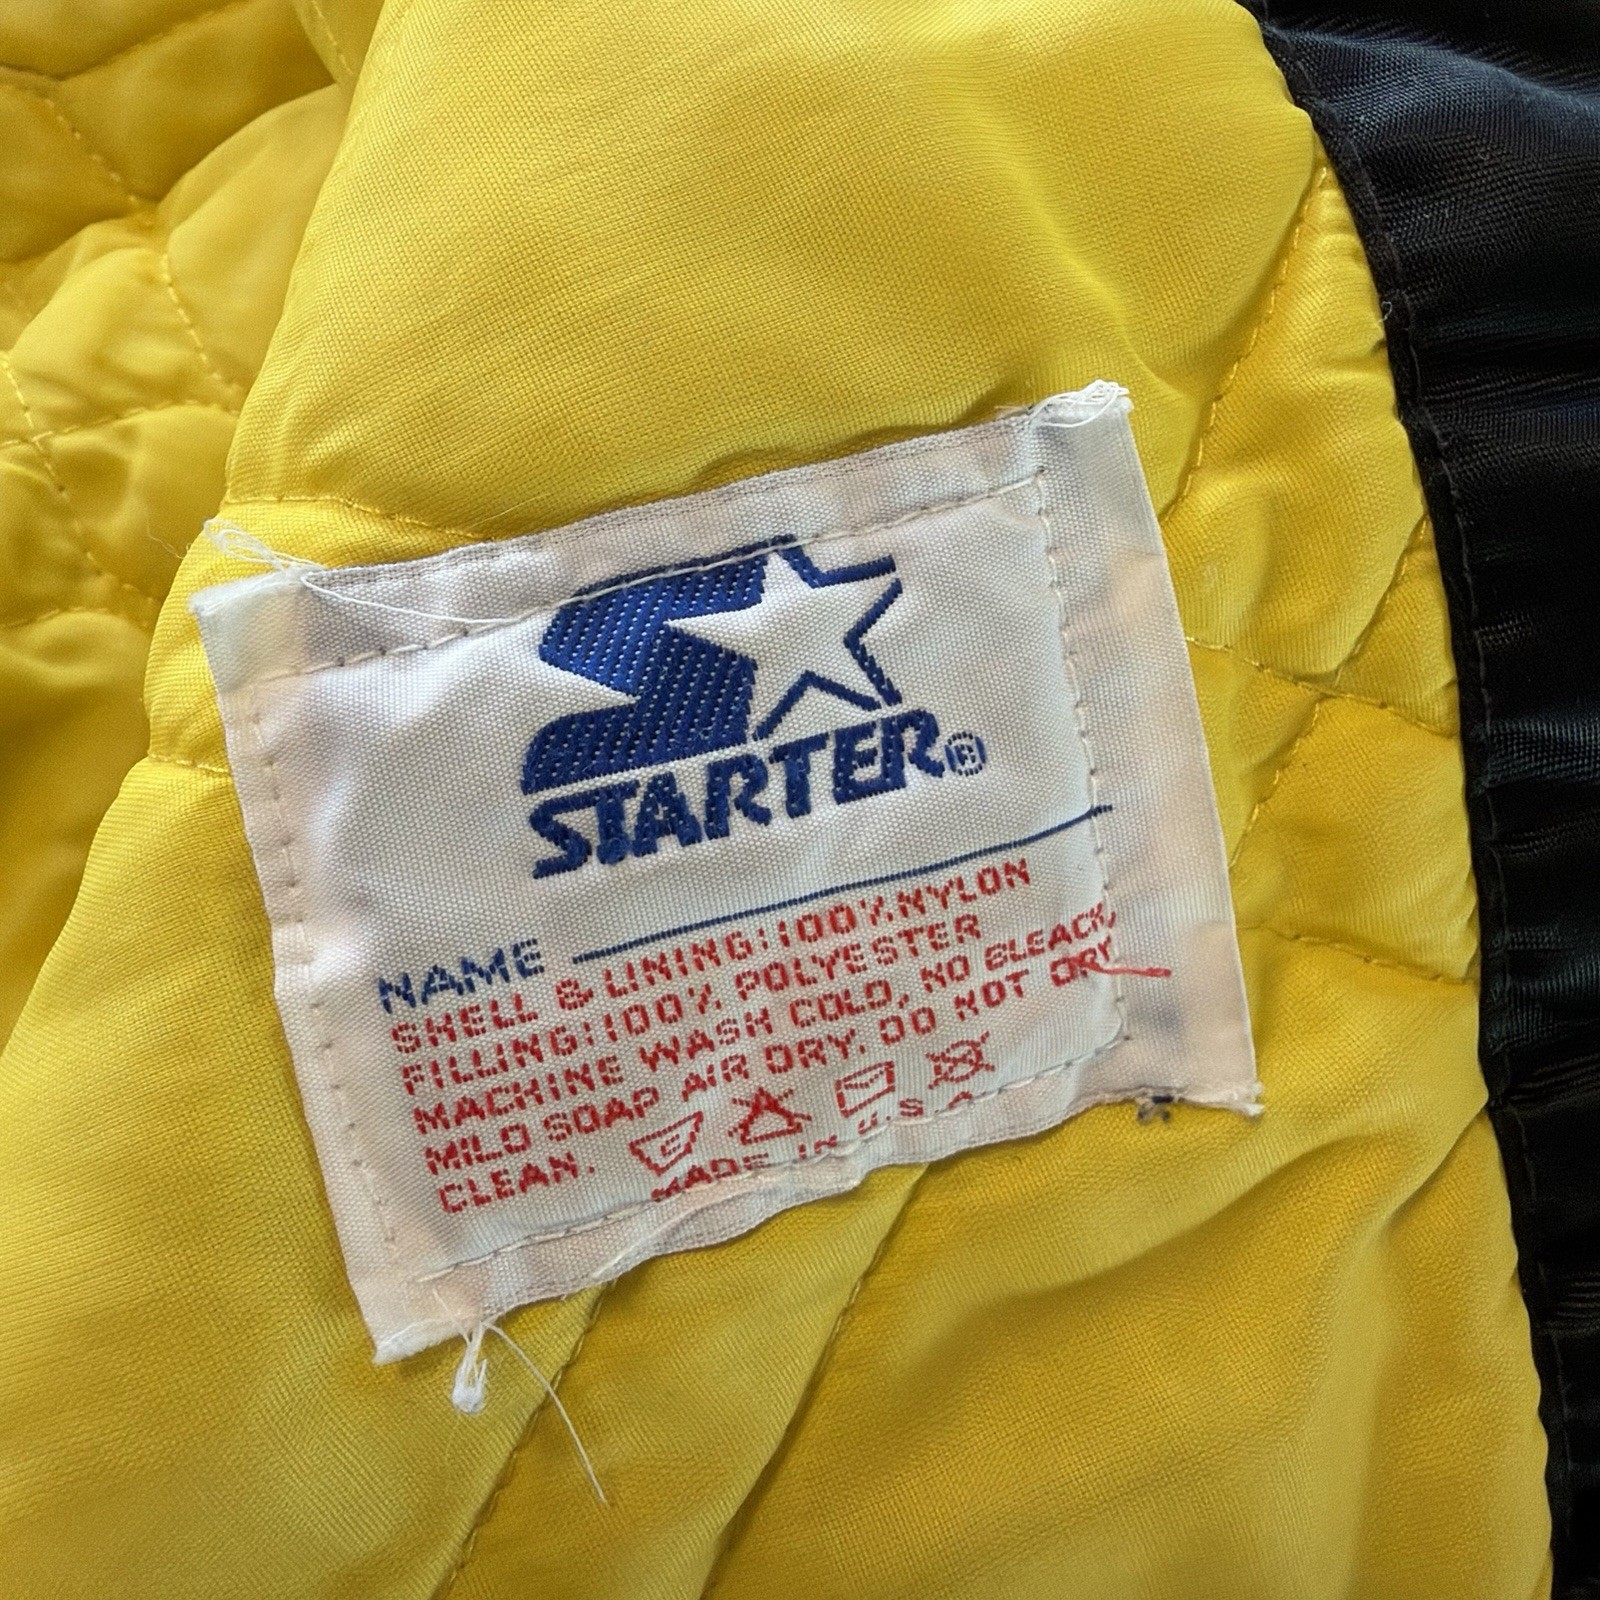 STARTER®
NAME
SHELL & LINING:100% NYLON
FILLING:100% POLYESTER
MACHINE WASH COLD, NO BLEACH,
MILD SOAP AIR DRY. DO NOT DRY
CLEAN.
MADE IN U.S.A.